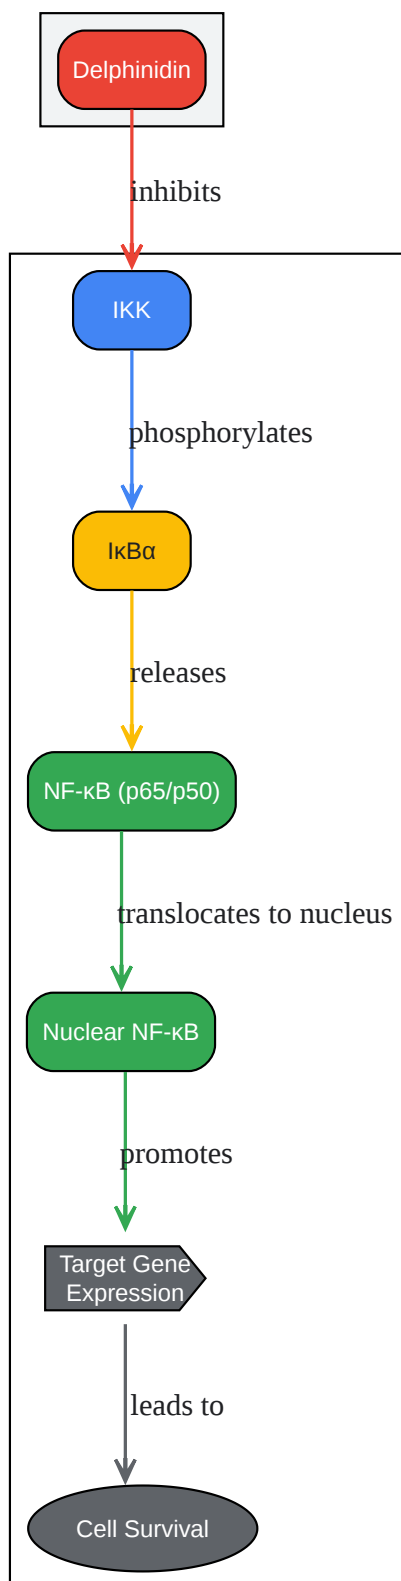 Delphinidin
inhibits
IKK
phosphorylates
IκBα
releases
NF-κB (p65/p50)
translocates to nucleus
Nuclear NF-κB
promotes
Target Gene
Expression
leads to
Cell Survival